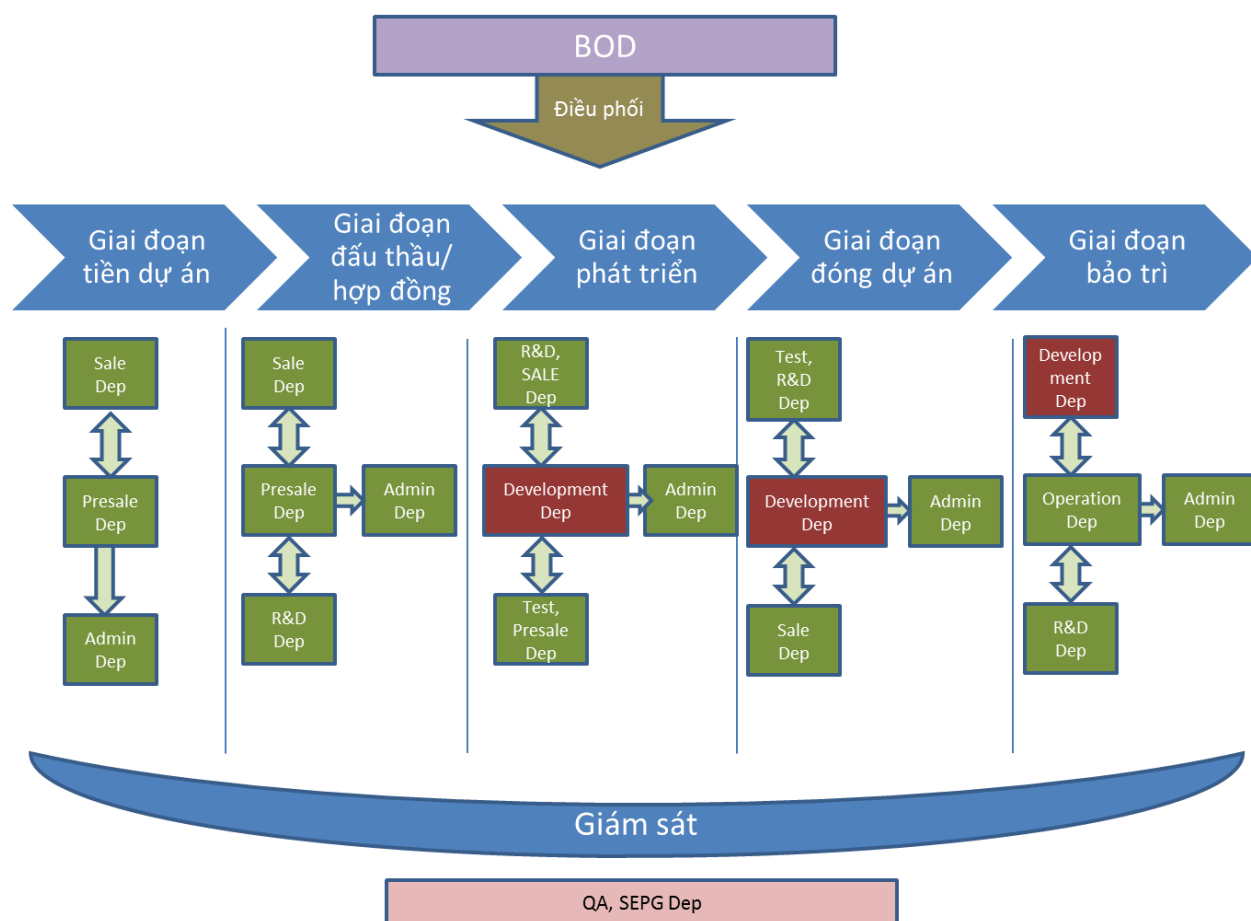 BOD
Điều phối
Giai đoạn
tiền dự án
Giai đoạn
đấu thầu/
hợp đồng
Giai đoạn
phát triển
Giai đoạn
đóng dự án
Giai đoạn
bảo trì
Sale
Dep
Presale
Dep
Admin
Dep
Sale
Dep
Presale
Dep
Admin
Dep
R&D
Dep
R&D,
SALE
Dep
Development
Dep
Admin
Dep
Test,
Presale
Dep
Test,
R&D
Dep
Development
Dep
Admin
Dep
Sale
Dep
Develop
ment
Dep
Operation
Dep
Admin
Dep
R&D
Dep
Giám sát
QA, SEPG Dep